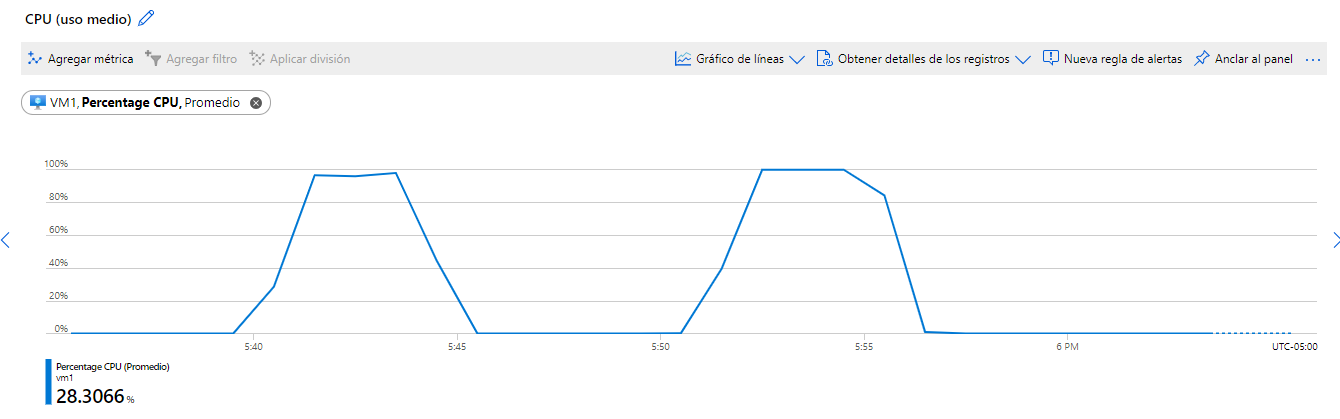 CPU (uso medio)
Agregar métrica Agregar filtro Aplicar división Gráfico de líneas Obtener detalles de los registros Nueva regla de alertas Anclar al panel ...
VM1, Percentage CPU, Promedio
100%
80%
60%
40%
20%
0%
5:40 5:45 5:50 5:55 6 PM UTC-05:00
Percentage CPU (Promedio)
vm1
28.3066 %